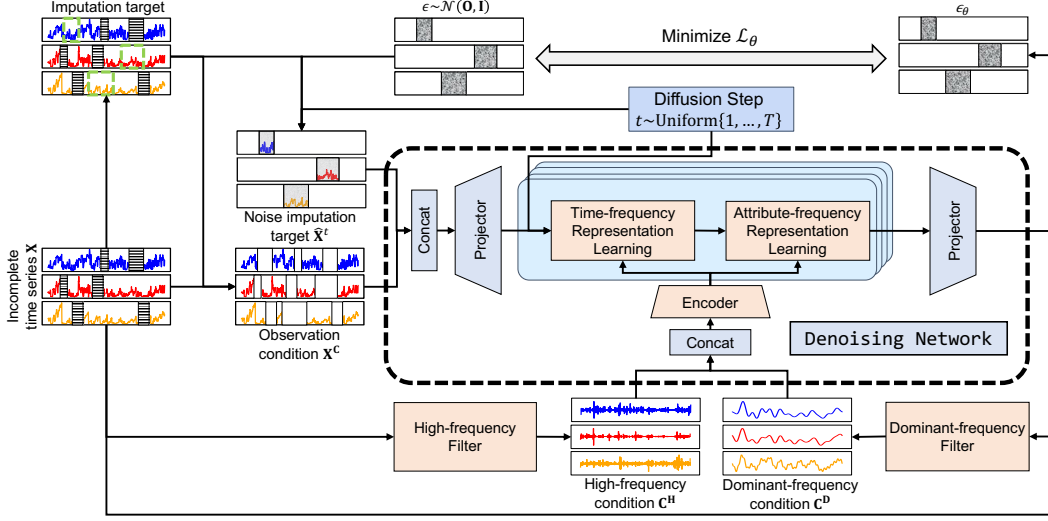 Imputation target
ϵ~𝒩(𝐎, 𝐈)
Minimize ℒ_θ
ϵ_θ
Diffusion Step
t~Uniform{1, … , T}
Noise imputation
target X̂^t
Incomplete
time series X
Observation
condition X^C
Concat
Projector
Time-frequency
Representation
Learning
Attribute-frequency
Representation
Learning
Projector
Encoder
Concat
Denoising Network
High-frequency
Filter
High-frequency
condition C^H
Dominant-frequency
condition C^D
Dominant-frequency
Filter